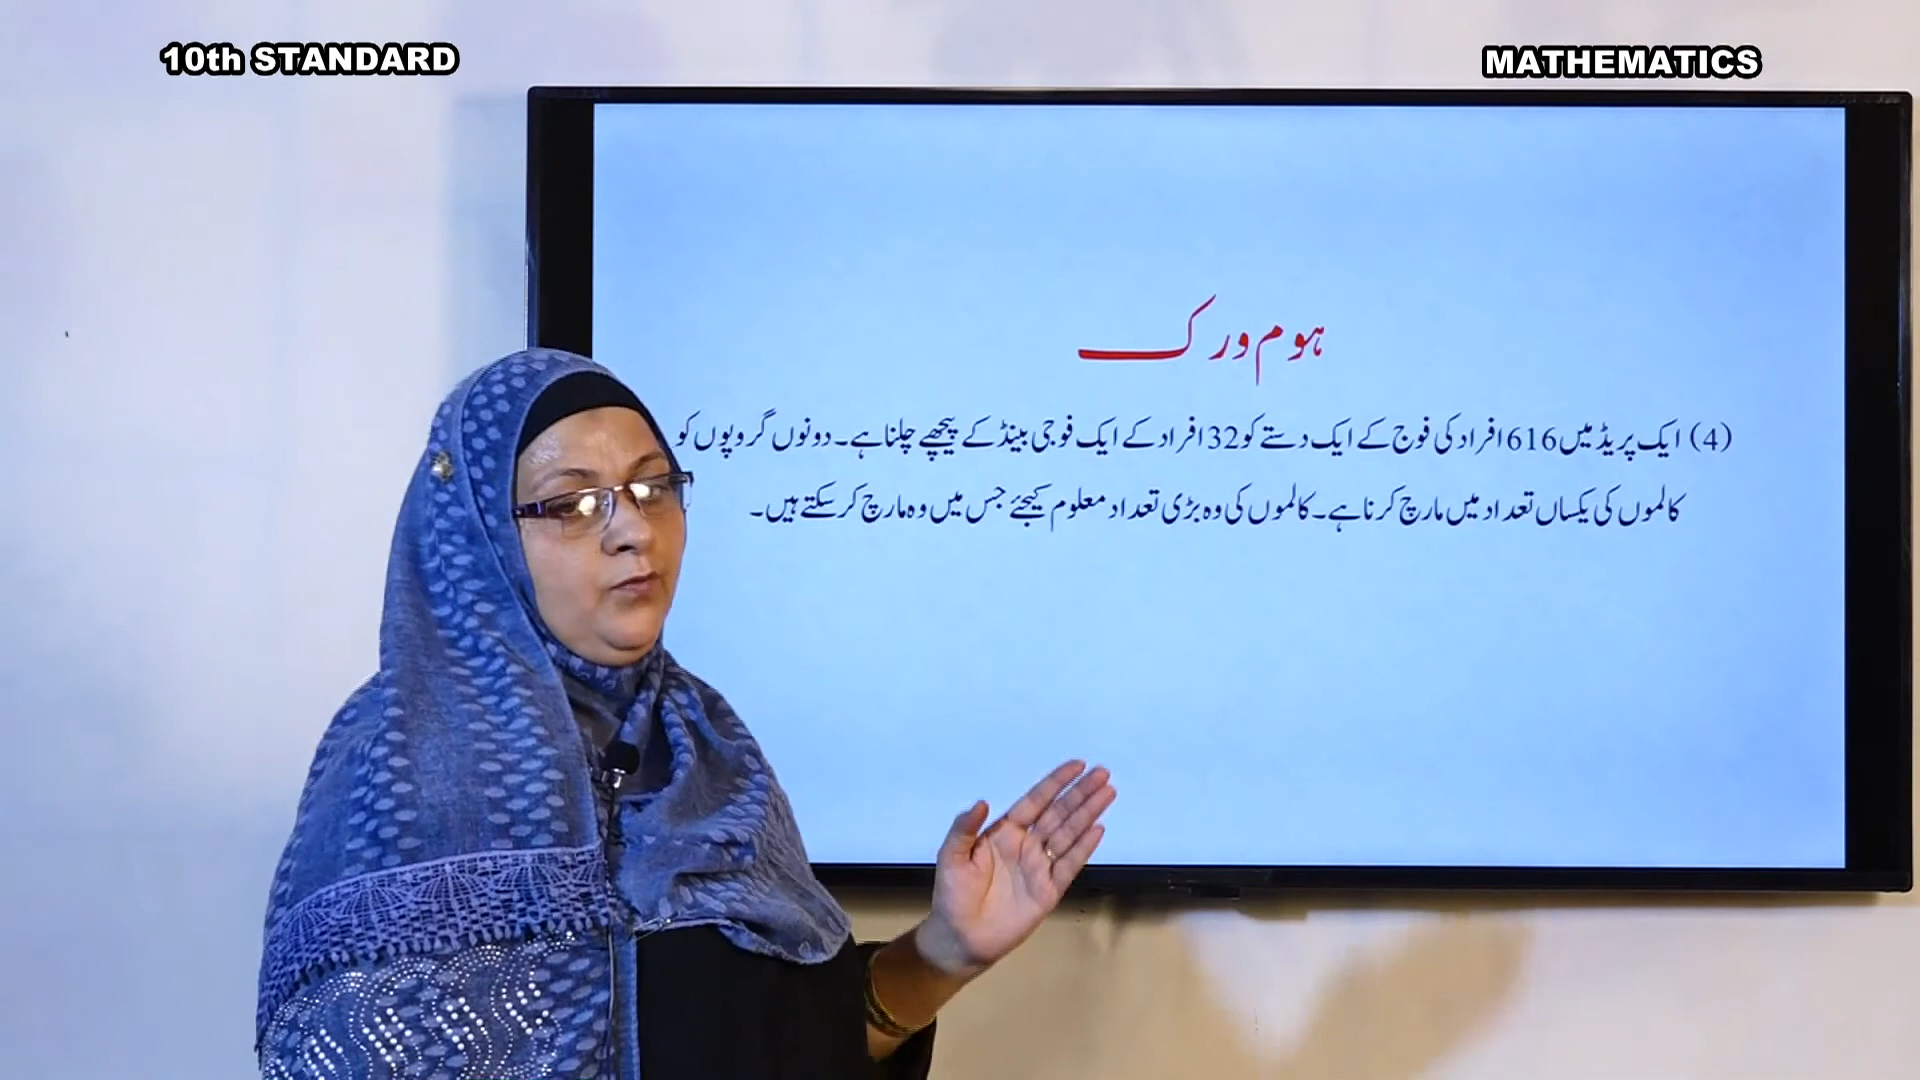 10th STANDARD
MATHEMATICS
ہوم ورک
(4) ایک پریڈ میں 616 افراد کی فوج کے ایک دستے کو 32 افراد کے ایک فوجی بینڈ کے پیچھے چلنا ہے۔ دونوں گروپوں کو
کالموں کی یکساں تعداد میں مارچ کرنا ہے۔ کالموں کی وہ بڑی تعداد معلوم کیجئے جس میں وہ مارچ کر سکتے ہیں۔